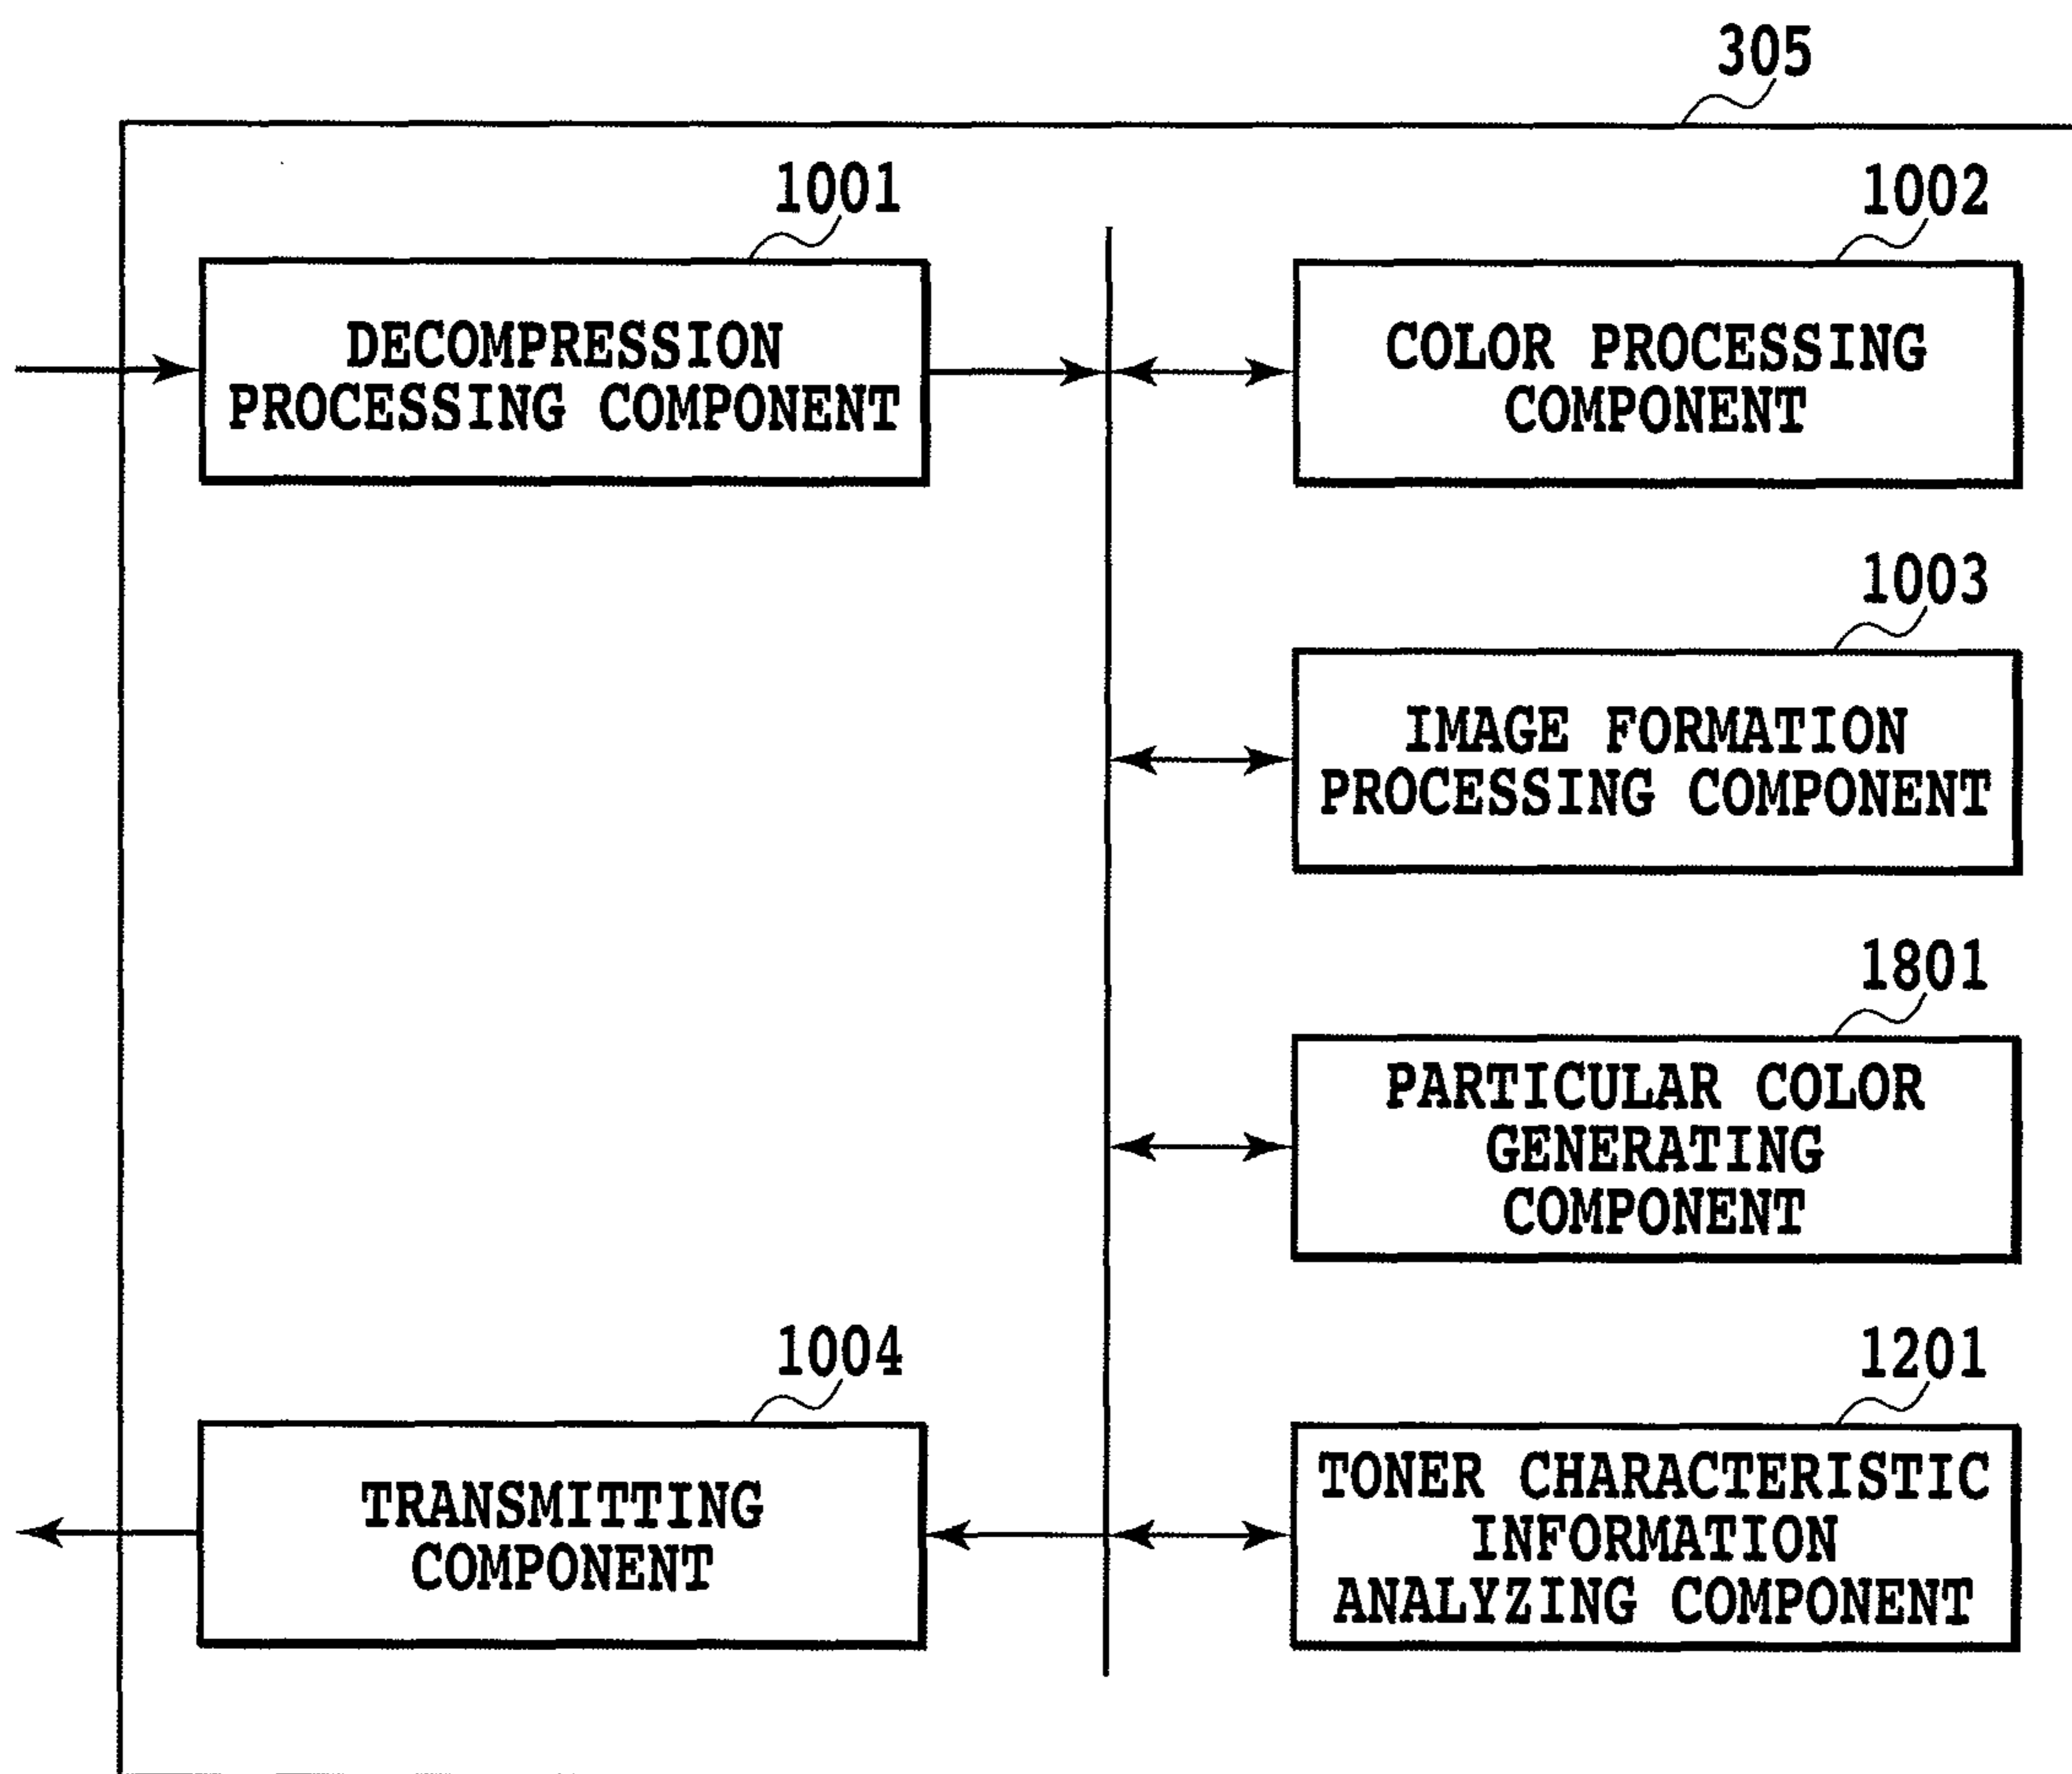 305
1001
DECOMPRESSION
PROCESSING COMPONENT
1002
COLOR PROCESSING
COMPONENT
1003
IMAGE FORMATION
PROCESSING COMPONENT
1801
PARTICULAR COLOR
GENERATING
COMPONENT
1004
TRANSMITTING
COMPONENT
1201
TONER CHARACTERISTIC
INFORMATION
ANALYZING COMPONENT